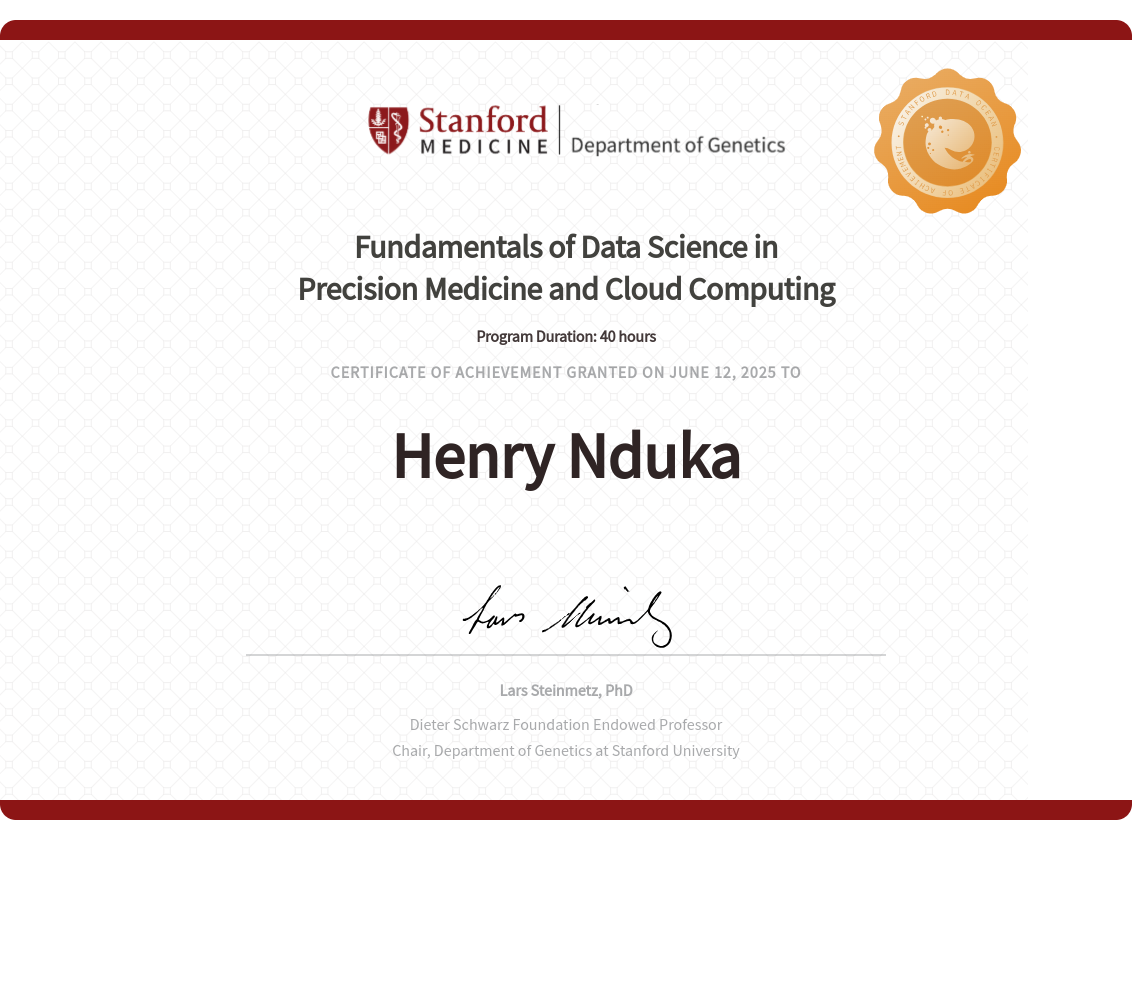 Stanford
MEDICINE
Department of Genetics
STANFORD DATA OCEAN • CERTIFICATE OF ACHIEVEMENT •
Fundamentals of Data Science in
Precision Medicine and Cloud Computing
Program Duration: 40 hours
CERTIFICATE OF ACHIEVEMENT GRANTED ON JUNE 12, 2025 TO
Henry Nduka
Lars Steinmetz, PhD
Dieter Schwarz Foundation Endowed Professor
Chair, Department of Genetics at Stanford University